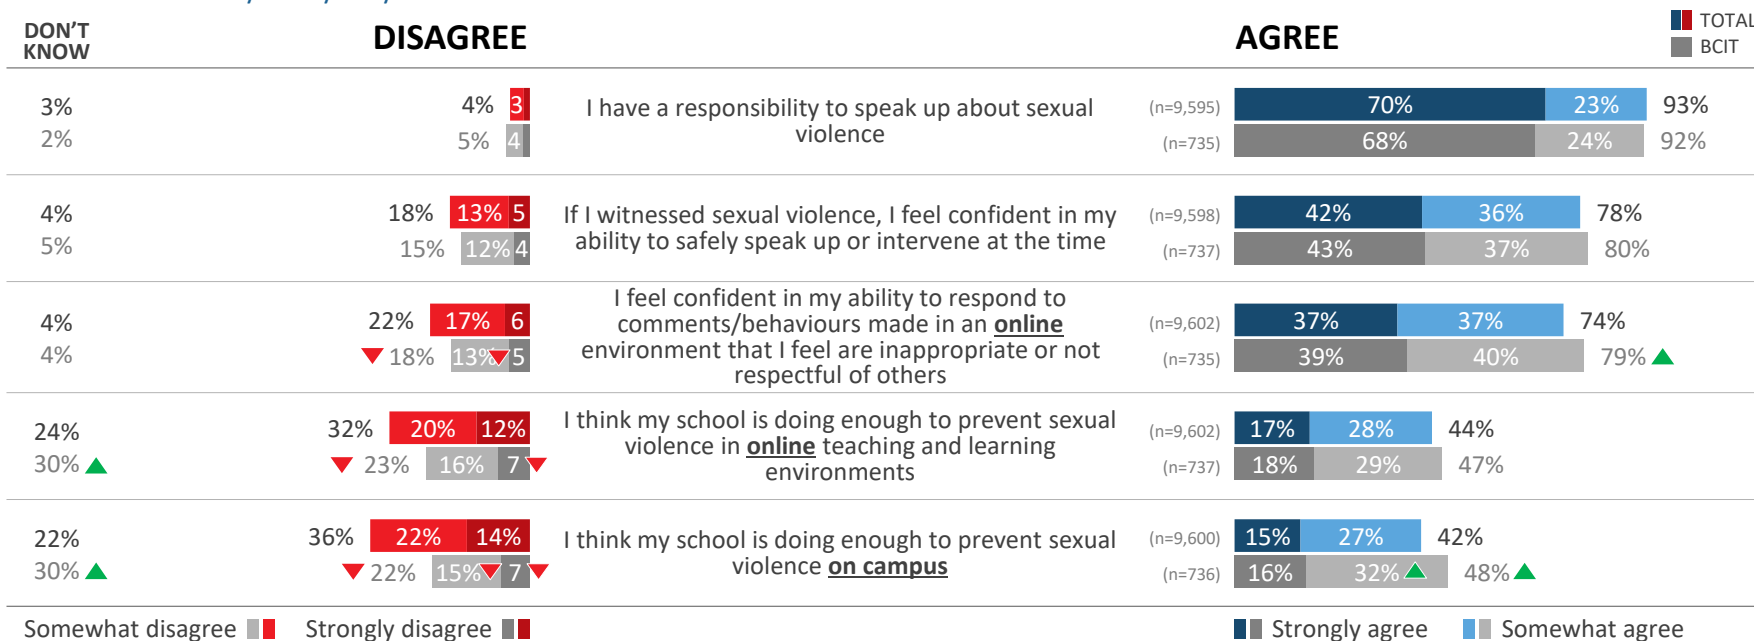 DON'T
KNOW
DISAGREE
AGREE
TOTAL
BCIT
3%
4%
3
I have a responsibility to speak up about sexual
violence
(n=9,595)
70%
23%
93%
2%
5%
4
(n=735)
68%
24%
92%
4%
18%
13%
5
If I witnessed sexual violence, I feel confident in my
ability to safely speak up or intervene at the time
(n=9,598)
42%
36%
78%
5%
15%
12%
4
(n=737)
43%
37%
80%
4%
22%
17%
6
I feel confident in my ability to respond to
comments/behaviours made in an online
environment that I feel are inappropriate or not
respectful of others
(n=9,602)
37%
37%
74%
4%
18%
13%
5
(n=735)
39%
40%
79%
24%
32%
20%
12%
I think my school is doing enough to prevent sexual
violence in online teaching and learning
environments
(n=9,602)
17%
28%
44%
30%
23%
16%
7
(n=737)
18%
29%
47%
22%
36%
22%
14%
I think my school is doing enough to prevent sexual
violence on campus
(n=9,600)
15%
27%
42%
30%
22%
15%
7
(n=736)
16%
32%
48%
Somewhat disagree
Strongly disagree
Strongly agree
Somewhat agree